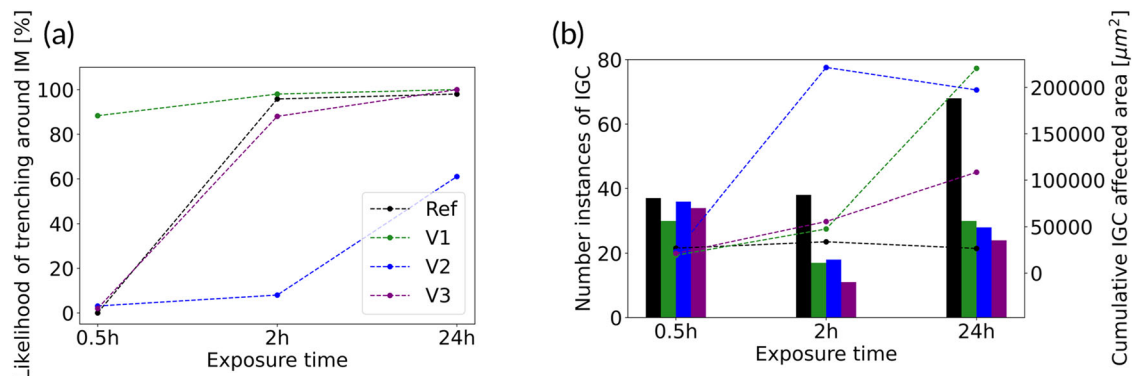 (a)
Likelihood of trenching around IM [%]
100
80
60
40
20
0
0.5h 2h 24h
Exposure time
Ref
V1
V2
V3
(b)
Number instances of IGC
80
60
40
20
0
0.5h 2h 24h
Exposure time
200000
150000
100000
50000
0
Cumulative IGC affected area [μm²]